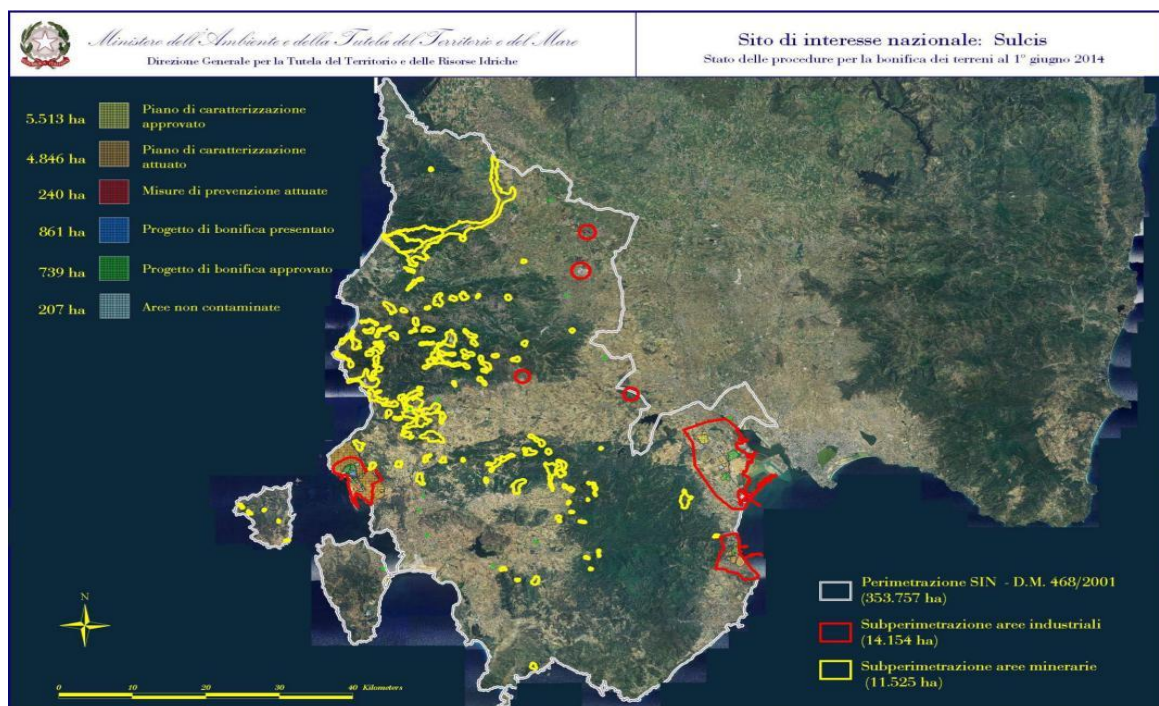 Ministero dell'Ambiente e della Tutela del Territorio e del Mare
Direzione Generale per la Tutela del Territorio e delle Risorse Idriche
Sito di interesse nazionale: Sulcis
Stato delle procedure per la bonifica dei terreni al 1° giugno 2014
5.513 ha Piano di caratterizzazione
approvato
4.846 ha Piano di caratterizzazione
attuato
240 ha Misure di prevenzione attuate
861 ha Progetto di bonifica presentato
739 ha Progetto di bonifica approvato
207 ha Aree non contaminate
Perimetrazione SIN - D.M. 468/2001
(353.757 ha)
Subperimetrazione aree industriali
(14.154 ha)
Subperimetrazione aree minerarie
(11.525 ha)
N
0 10 20 30 40 Kilometers